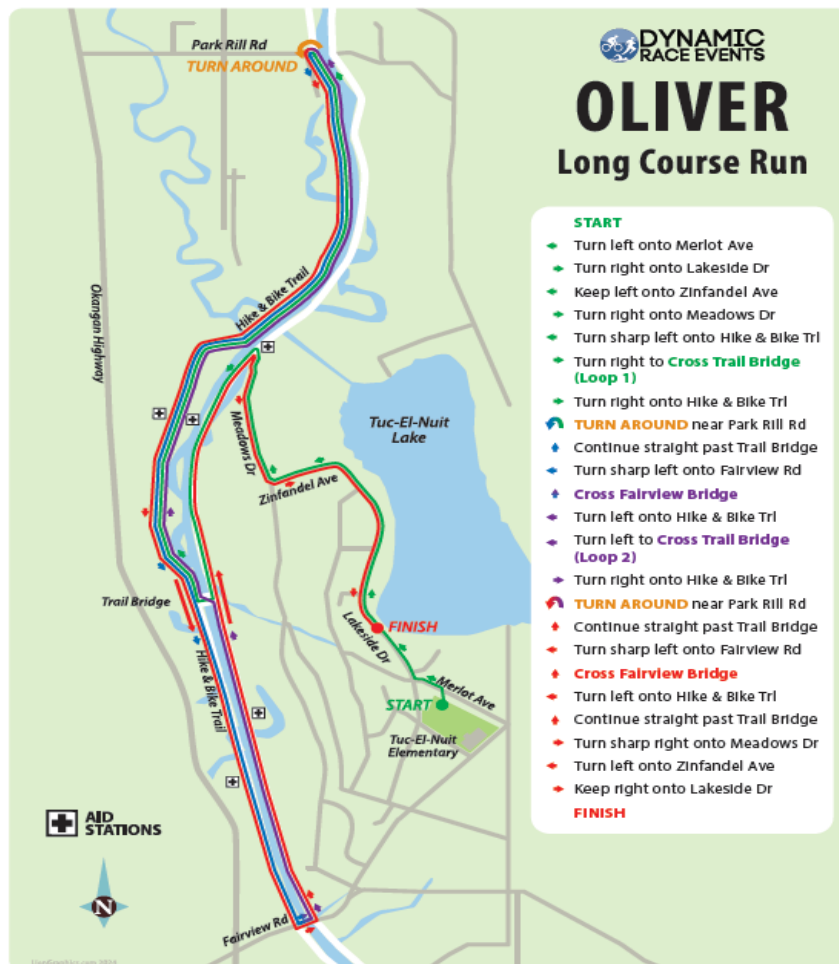 Park Rill Rd
TURN AROUND
DYNAMIC
RACE EVENTS
OLIVER
Long Course Run
START
Turn left onto Merlot Ave
Turn right onto Lakeside Dr
Keep left onto Zinfandel Ave
Turn right onto Meadows Dr
Turn sharp left onto Hike & Bike Trl
Turn right to Cross Trail Bridge
(Loop 1)
Turn right onto Hike & Bike Trl
TURN AROUND near Park Rill Rd
Continue straight past Trail Bridge
Turn sharp left onto Fairview Rd
Cross Fairview Bridge
Turn left onto Hike & Bike Trl
Turn left to Cross Trail Bridge
(Loop 2)
Turn right onto Hike & Bike Trl
TURN AROUND near Park Rill Rd
Continue straight past Trail Bridge
Turn sharp left onto Fairview Rd
Cross Fairview Bridge
Turn left onto Hike & Bike Trl
Continue straight past Trail Bridge
Turn sharp right onto Meadows Dr
Turn left onto Zinfandel Ave
Keep right onto Lakeside Dr
FINISH
Okangan Highway
Hike & Bike Trail
Meadows Dr
Tuc-El-Nuit
Lake
Zinfandel Ave
Trail Bridge
FINISH
Lakeside Dr
Hike & Bike Trail
Merlot Ave
START
Tuc-El-Nuit
Elementary
AID
STATIONS
N
Fairview Rd